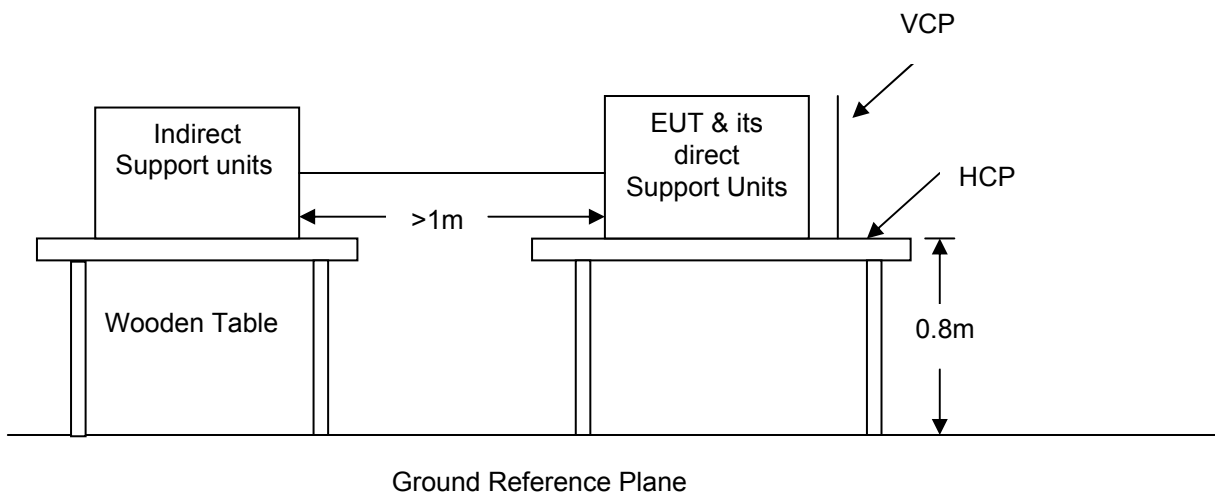 VCP
Indirect
Support units
EUT & its
direct
Support Units
HCP
>1m
Wooden Table
0.8m
Ground Reference Plane